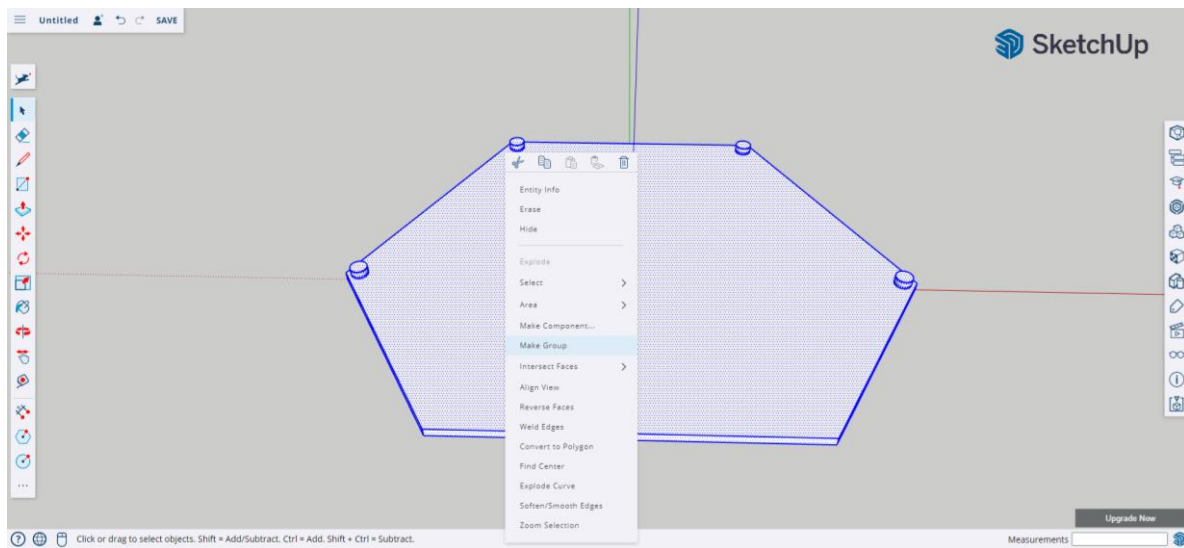 Untitled SAVE
SketchUp
Entity Info
Erase
Hide
Explode
Select
Area
Make Component...
Make Group
Intersect Faces
Align View
Reverse Faces
Weld Edges
Convert to Polygon
Find Center
Explode Curve
Soften/Smooth Edges
Zoom Selection
Upgrade Now
Click or drag to select objects. Shift = Add/Subtract. Ctrl = Add. Shift + Ctrl = Subtract.
Measurements